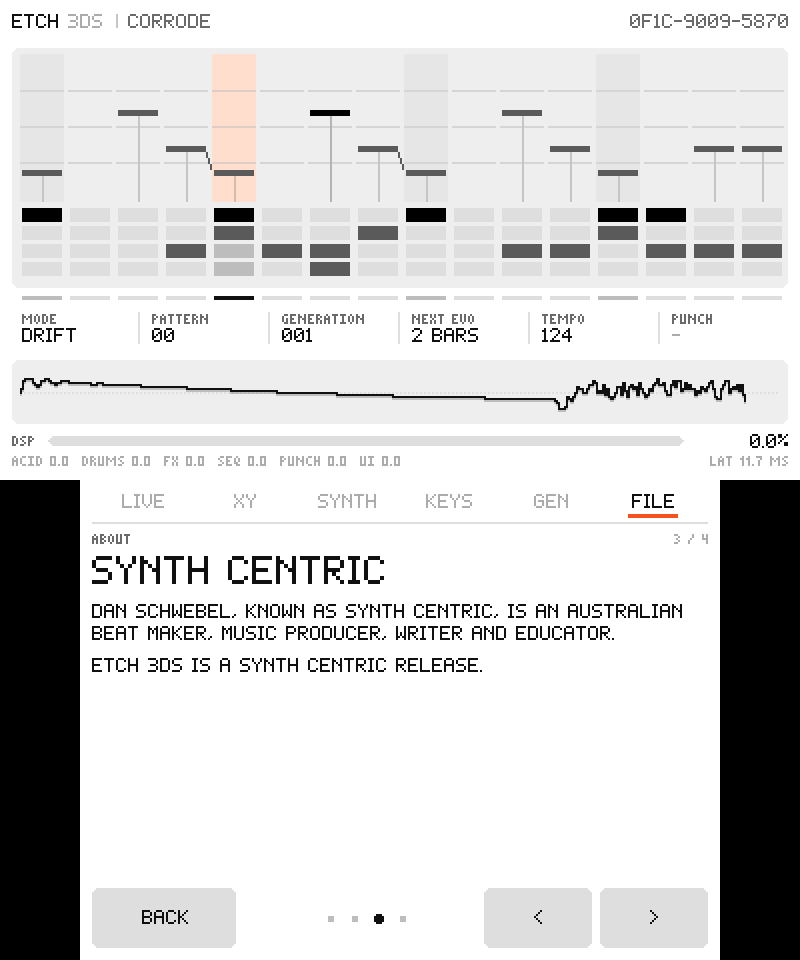 ETCH 3DS | CORRODE 0F1C-9009-5870
MODE PATTERN GENERATION NEXT EVO TEMPO PUNCH
DRIFT 00 001 2 BARS 124 –
DSP 0.0%
ACID 0.0 DRUMS 0.0 FX 0.0 SEQ 0.0 PUNCH 0.0 UI 0.0 LAT 11.7 MS
LIVE XY SYNTH KEYS GEN FILE
ABOUT 3 / 4
SYNTH CENTRIC
DAN SCHWEBEL, KNOWN AS SYNTH CENTRIC, IS AN AUSTRALIAN
BEAT MAKER, MUSIC PRODUCER, WRITER AND EDUCATOR.
ETCH 3DS IS A SYNTH CENTRIC RELEASE.
BACK < >